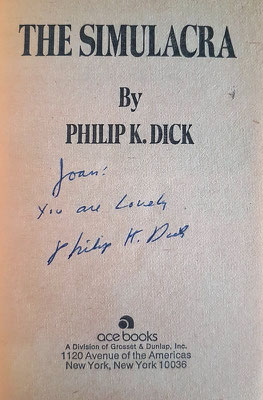 THE SIMULACRA
By
PHILIP K. DICK
Joan:
You are Lovely
Philip K. Dick
ace books
A Division of Grosset & Dunlap, Inc.
1120 Avenue of the Americas
New York, New York 10036